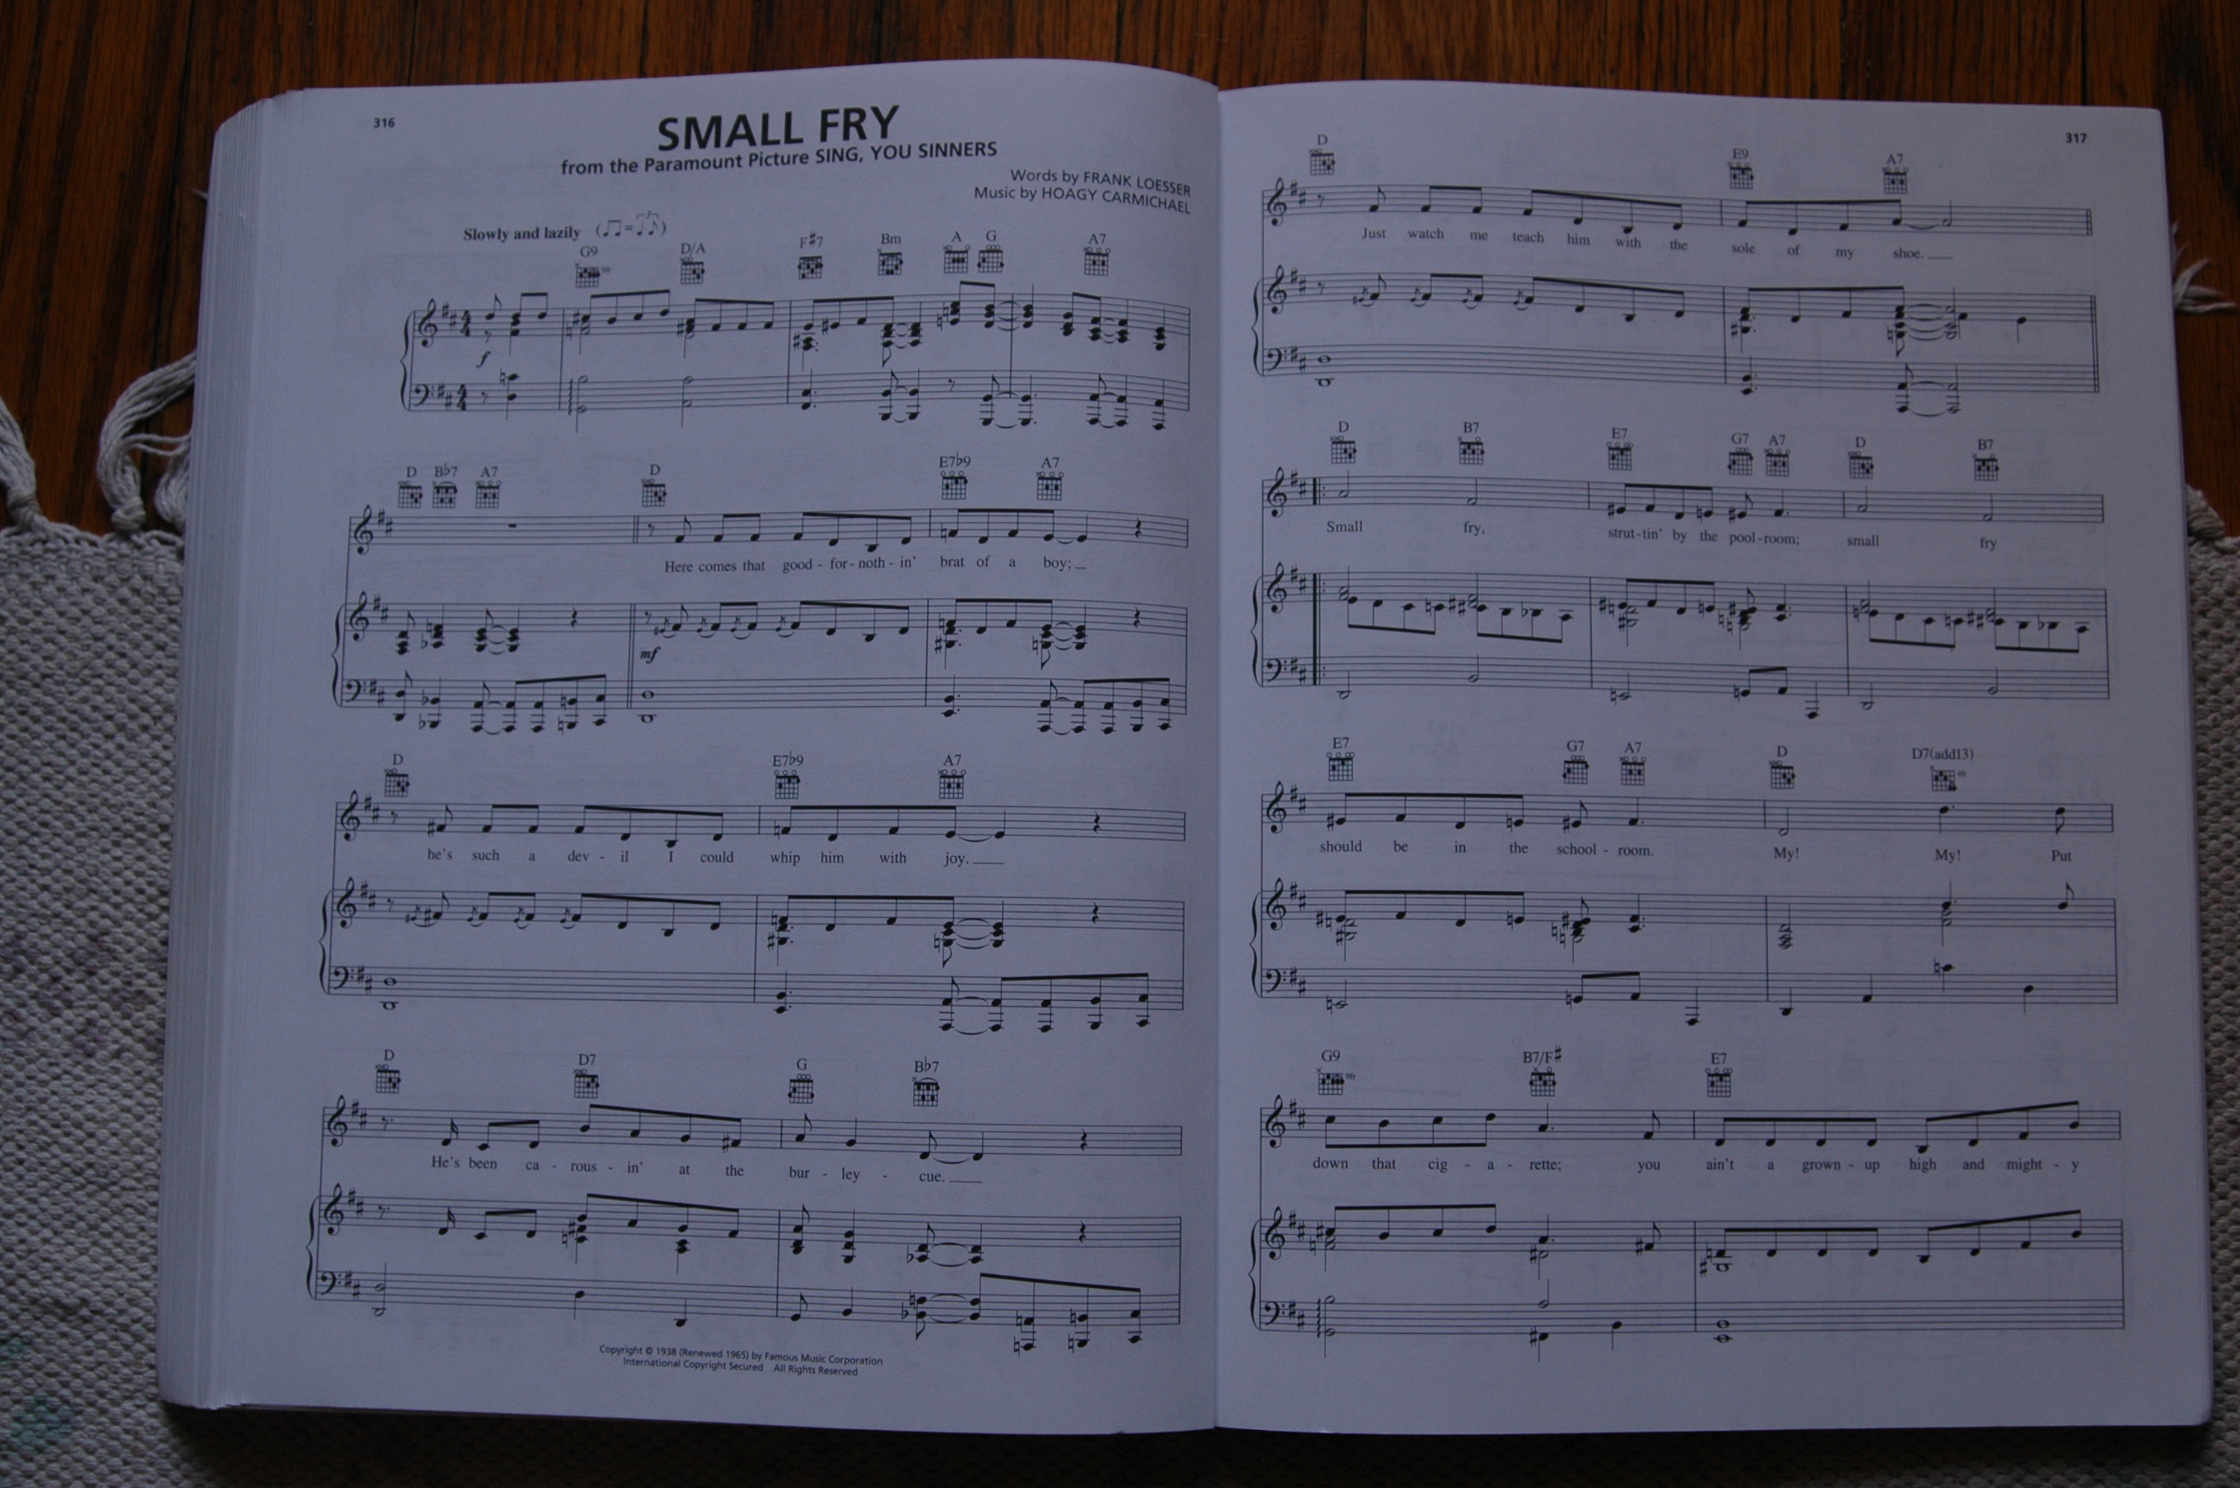 316
SMALL FRY
from the Paramount Picture SING, YOU SINNERS
Words by FRANK LOESSER
Music by HOAGY CARMICHAEL
Slowly and lazily
G9 D/A F♯7 Bm A G A7
f
D B♭7 A7 D E7♭9 A7
Here comes that good - for - noth - in' brat of a boy;
mf
D E7♭9 A7
he's such a dev - il I could whip him with joy.
D D7 G B♭7
He's been ca - rous - in' at the bur - ley - cue.
Copyright © 1938 (Renewed 1965) by Famous Music Corporation
International Copyright Secured All Rights Reserved
317
D E9 A7
Just watch me teach him with the sole of my shoe.
D B7 E7 G7 A7 D B7
Small fry, strut - tin' by the pool - room; small fry
E7 G7 A7 D D7(add13)
should be in the school - room. My! My! Put
G9 B7/F♯ E7
down that cig - a - rette; you ain't a grown - up high and might - y